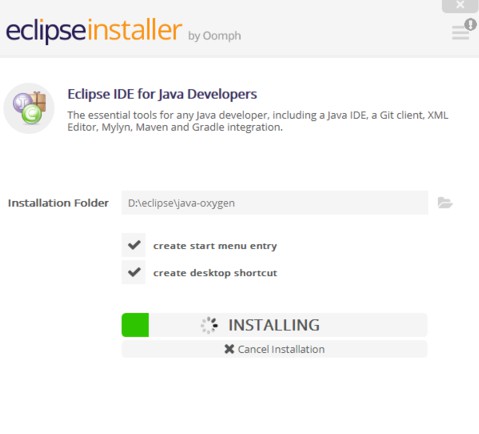 eclipseinstaller by Oomph
Eclipse IDE for Java Developers
The essential tools for any Java developer, including a Java IDE, a Git client, XML
Editor, Mylyn, Maven and Gradle integration.
Installation Folder D:\eclipse\java-oxygen
create start menu entry
create desktop shortcut
INSTALLING
Cancel Installation